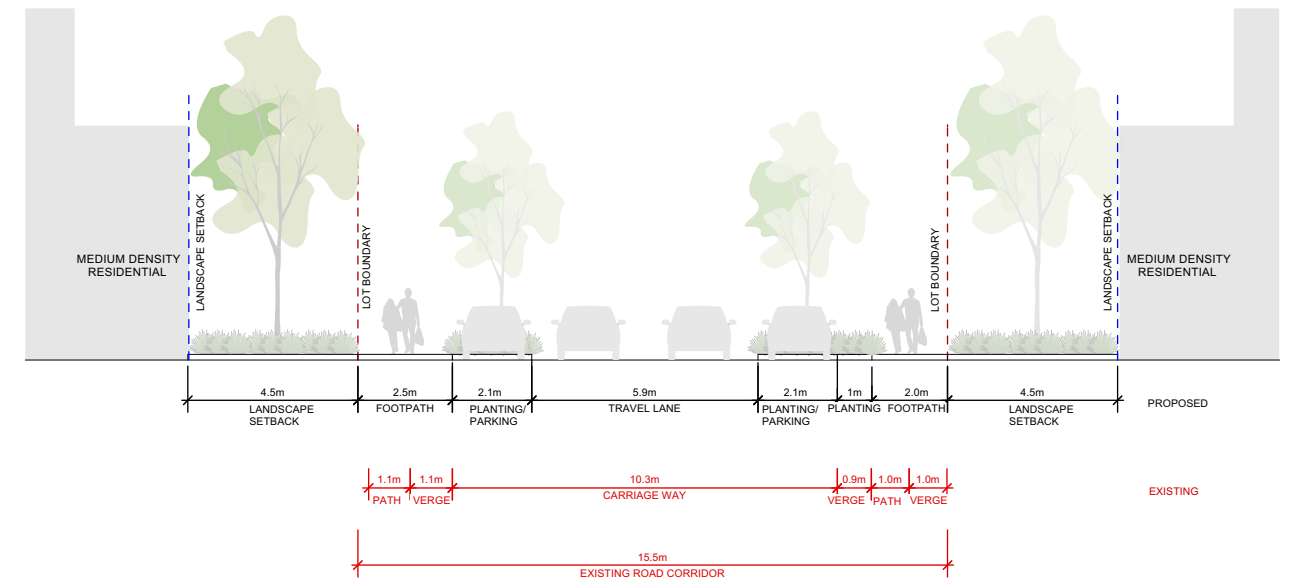 MEDIUM DENSITY
RESIDENTIAL
LANDSCAPE SETBACK
LOT BOUNDARY
LOT BOUNDARY
LANDSCAPE SETBACK
MEDIUM DENSITY
RESIDENTIAL
4.5m
LANDSCAPE
SETBACK
2.5m
FOOTPATH
2.1m
PLANTING/
PARKING
5.9m
TRAVEL LANE
2.1m
PLANTING/
PARKING
1m
PLANTING
2.0m
FOOTPATH
4.5m
LANDSCAPE
SETBACK
PROPOSED
1.1m
PATH
1.1m
VERGE
10.3m
CARRIAGE WAY
0.9m
VERGE
1.0m
PATH
1.0m
VERGE
EXISTING
15.5m
EXISTING ROAD CORRIDOR